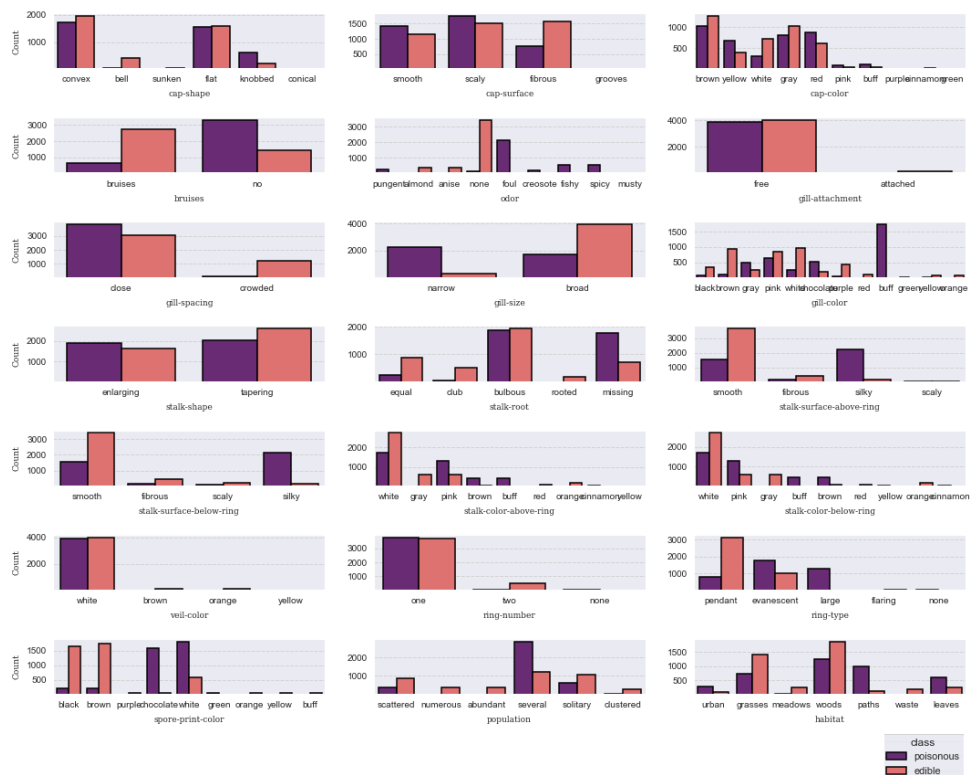 Count 2000
convex bell sunken flat knobbed conical
cap-shape
1500 1000 500
smooth scaly fibrous grooves
cap-surface
1000 500
brown yellow white gray red pink buff purple cinnamon green
cap-color
Count 3000 2000 1000
bruises no
bruises
3000 2000 1000
pungent almond anise none foul creosote fishy spicy musty
odor
4000 2000
free attached
gill-attachment
Count 3000 2000 1000
close crowded
gill-spacing
4000 2000
narrow broad
gill-size
1500 1000 500
black brown gray pink white chocolate purple red buff green yellow orange
gill-color
Count 2000 1000
enlarging tapering
stalk-shape
2000 1000
equal club bulbous rooted missing
stalk-root
3000 2000 1000
smooth fibrous silky scaly
stalk-surface-above-ring
Count 3000 2000 1000
smooth fibrous scaly silky
stalk-surface-below-ring
2000 1000
white gray pink brown buff red orange cinnamon yellow
stalk-color-above-ring
2000 1000
white pink gray buff brown red yellow orange cinnamon
stalk-color-below-ring
Count 4000 2000
white brown orange yellow
veil-color
3000 2000 1000
one two none
ring-number
3000 2000 1000
pendant evanescent large flaring none
ring-type
Count 1500 1000 500
black brown purple chocolate white green orange yellow buff
spore-print-color
2000 1000
scattered numerous abundant several solitary clustered
population
1500 1000 500
urban grasses meadows woods paths waste leaves
habitat
class
poisonous
edible